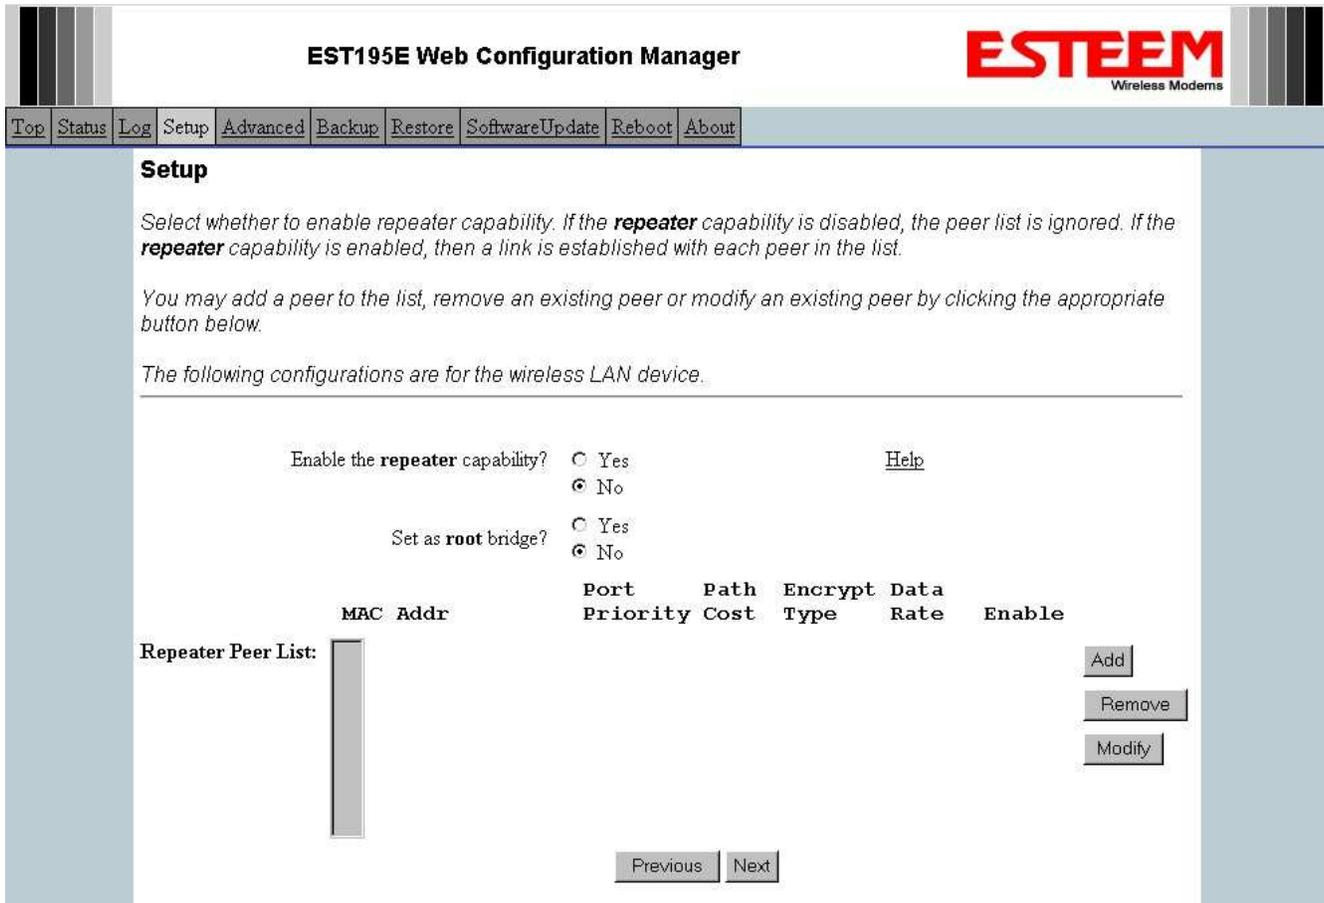 EST195E Web Configuration Manager
ESTEEM
Wireless Modems
Top Status Log Setup Advanced Backup Restore SoftwareUpdate Reboot About
Setup
Select whether to enable repeater capability. If the repeater capability is disabled, the peer list is ignored. If the
repeater capability is enabled, then a link is established with each peer in the list.
You may add a peer to the list, remove an existing peer or modify an existing peer by clicking the appropriate
button below.
The following configurations are for the wireless LAN device.
Enable the repeater capability? Yes Help
No
Set as root bridge? Yes
No
Port Path Encrypt Data
MAC Addr Priority Cost Type Rate Enable
Repeater Peer List: Add
Remove
Modify
Previous Next